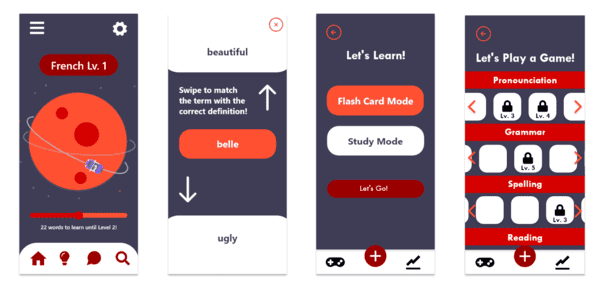 French Lv. 1
22 words to learn until Level 2!
beautiful
Swipe to match
the term with the
correct definition!
belle
ugly
Let's Learn!
Flash Card Mode
Study Mode
Let's Go!
Let's Play a Game!
Pronounciation
Lv. 3
Lv. 4
Grammar
Lv. 5
Spelling
Lv. 3
Reading